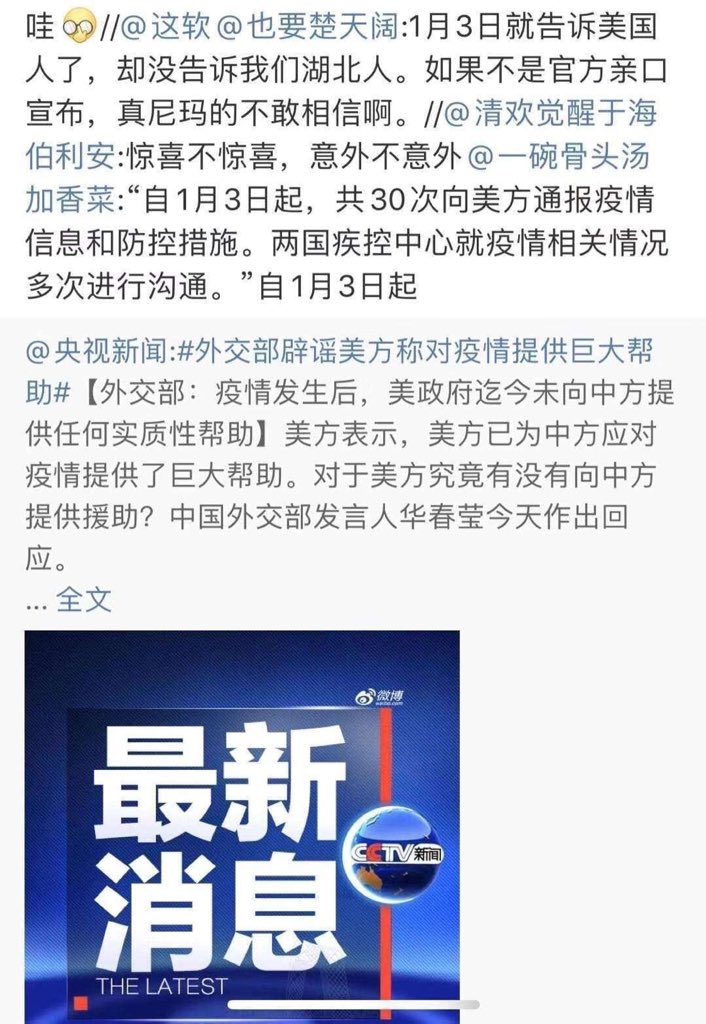 哇//@这软@也要楚天阔:1月3日就告诉美国
人了，却没告诉我们湖北人。如果不是官方亲口
宣布，真尼玛的不敢相信啊。//@清欢觉醒于海
伯利安:惊喜不惊喜，意外不意外@一碗骨头汤
加香菜:“自1月3日起，共30次向美方通报疫情
信息和防控措施。两国疾控中心就疫情相关情况
多次进行沟通。”自1月3日起
@央视新闻:#外交部辟谣美方称对疫情提供巨大帮
助#【外交部：疫情发生后，美政府迄今未向中方提
供任何实质性帮助】美方表示，美方已为中方应对
疫情提供了巨大帮助。对于美方究竟有没有向中方
提供援助？中国外交部发言人华春莹今天作出回
应。
... 全文
微博
weibo.com
最新
CCTV新闻
消息
THE LATEST